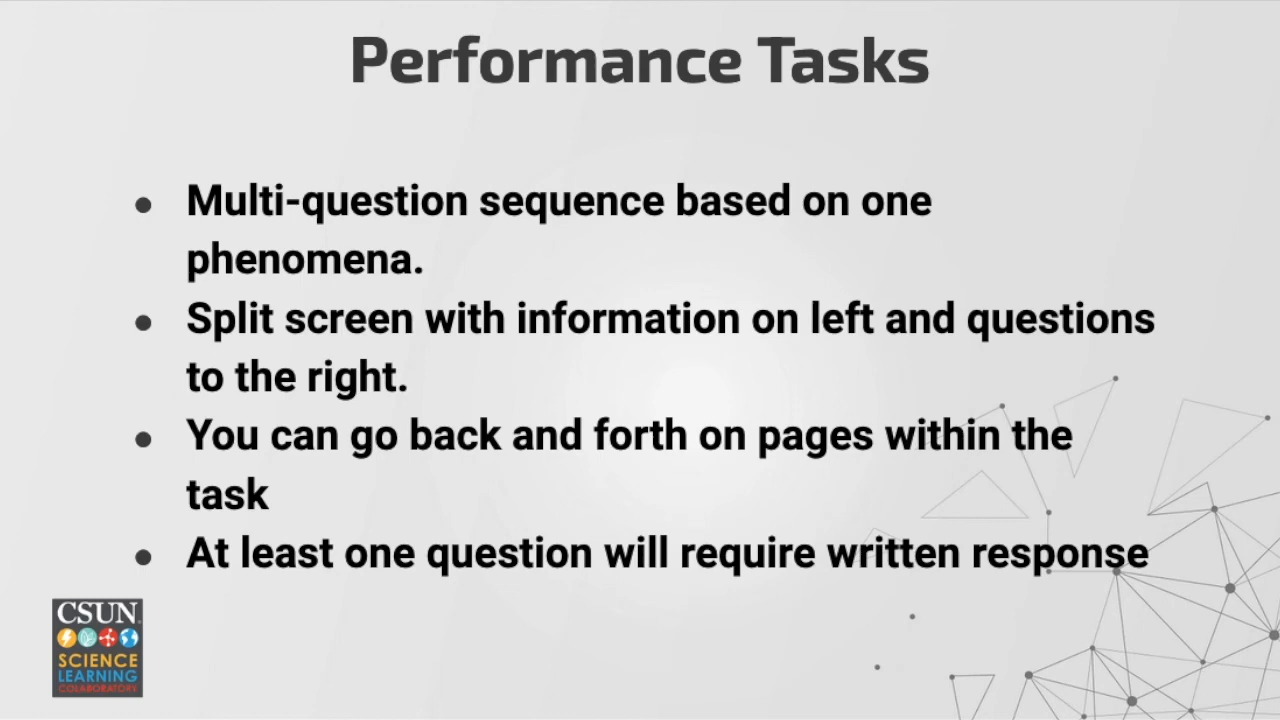 Performance Tasks
● Multi-question sequence based on one
phenomena.
● Split screen with information on left and questions
to the right.
● You can go back and forth on pages within the
task
● At least one question will require written response
CSUN
SCIENCE
LEARNING
COLABORATORY